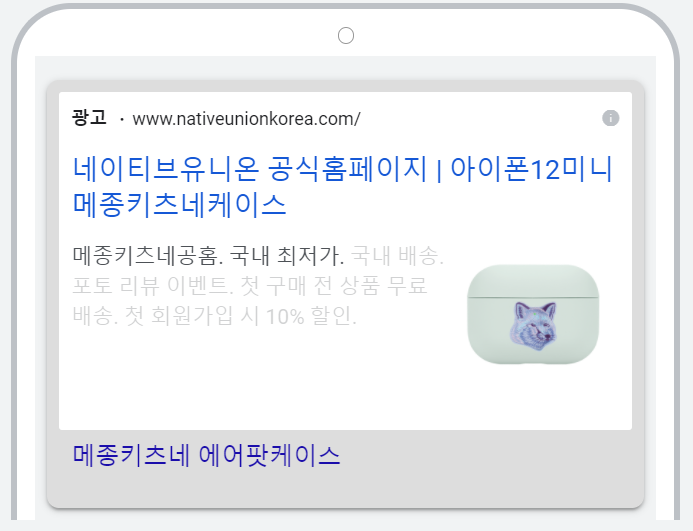 광고 · www.nativeunionkorea.com/
네이티브유니온 공식홈페이지 | 아이폰12미니
메종키츠네케이스
메종키츠네공홈. 국내 최저가. 국내 배송.
포토 리뷰 이벤트. 첫 구매 전 상품 무료
배송. 첫 회원가입 시 10% 할인.
메종키츠네 에어팟케이스